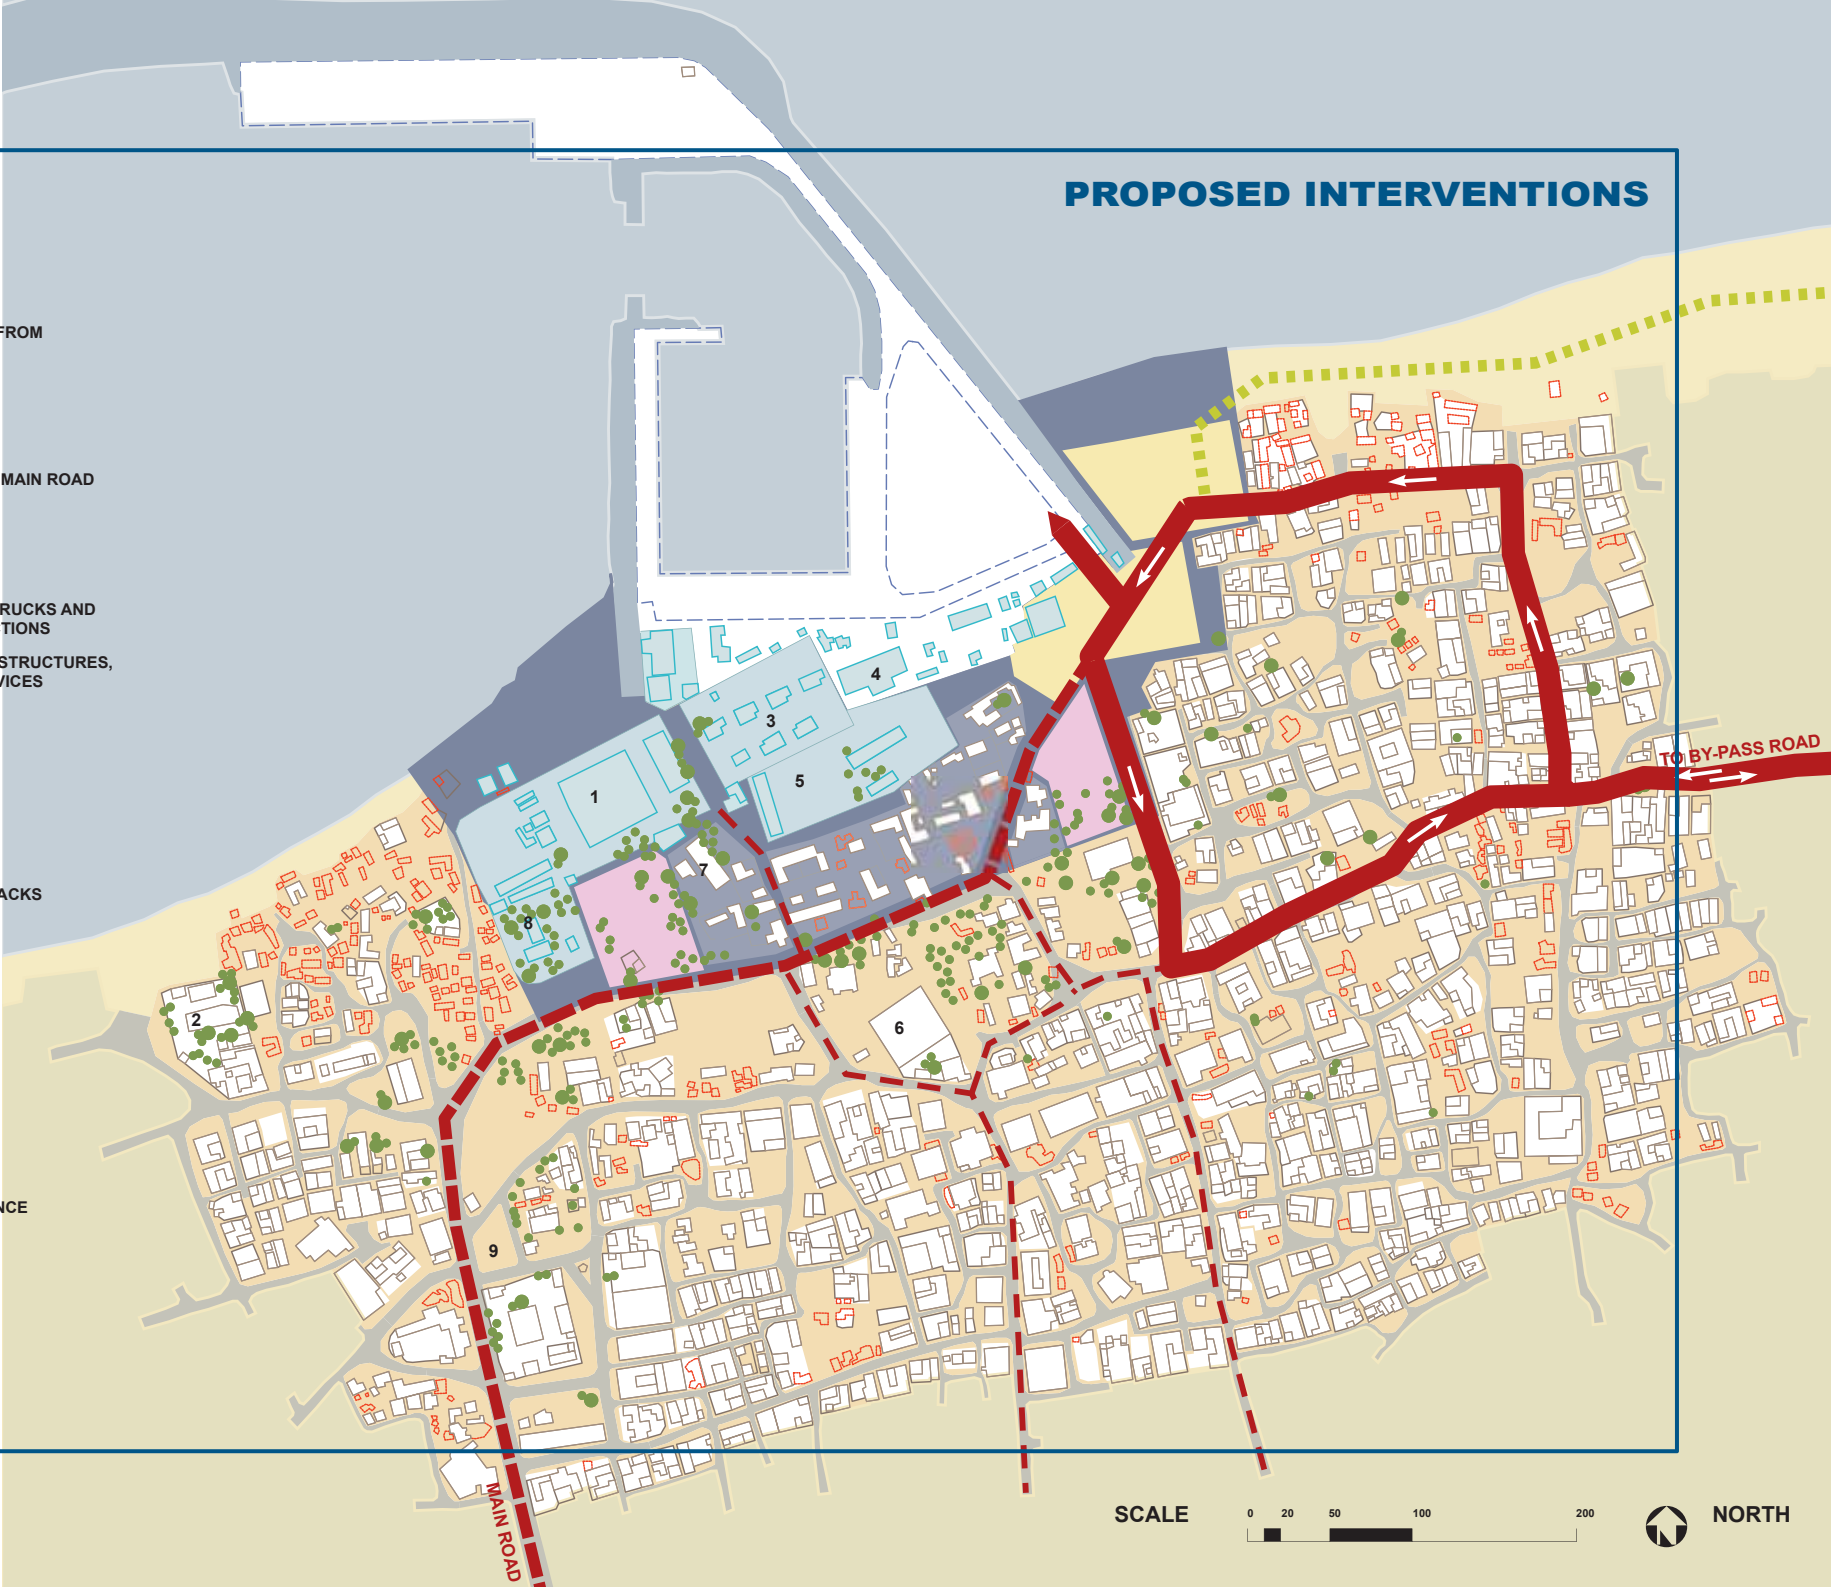 PROPOSED INTERVENTIONS
FROM
MAIN ROAD
RUCKS AND
TIONS
STRUCTURES,
VICES
ACKS
NCE
4
3
5
1
7
8
2
6
9
TO BY-PASS ROAD
MAIN ROAD
SCALE
0 20 50 100 200
NORTH